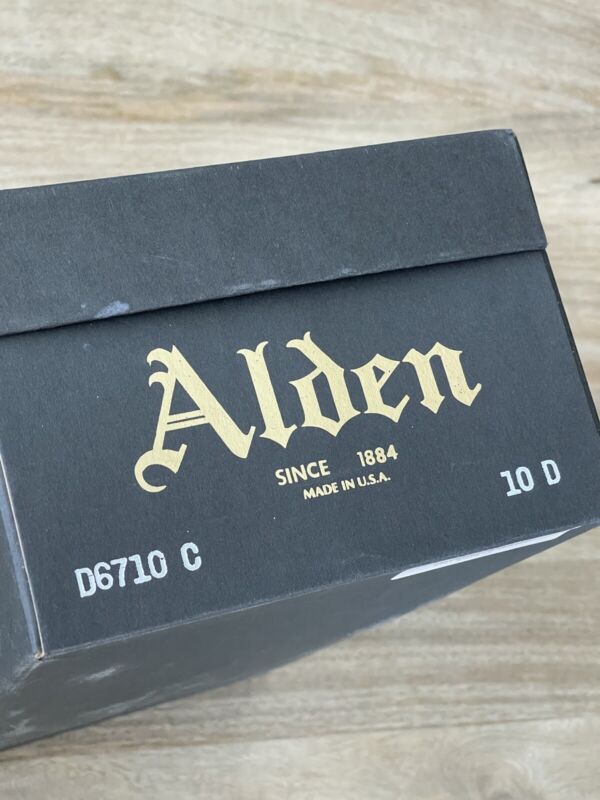 Alden
SINCE 1884
MADE IN U.S.A.
10 D
D6710 C